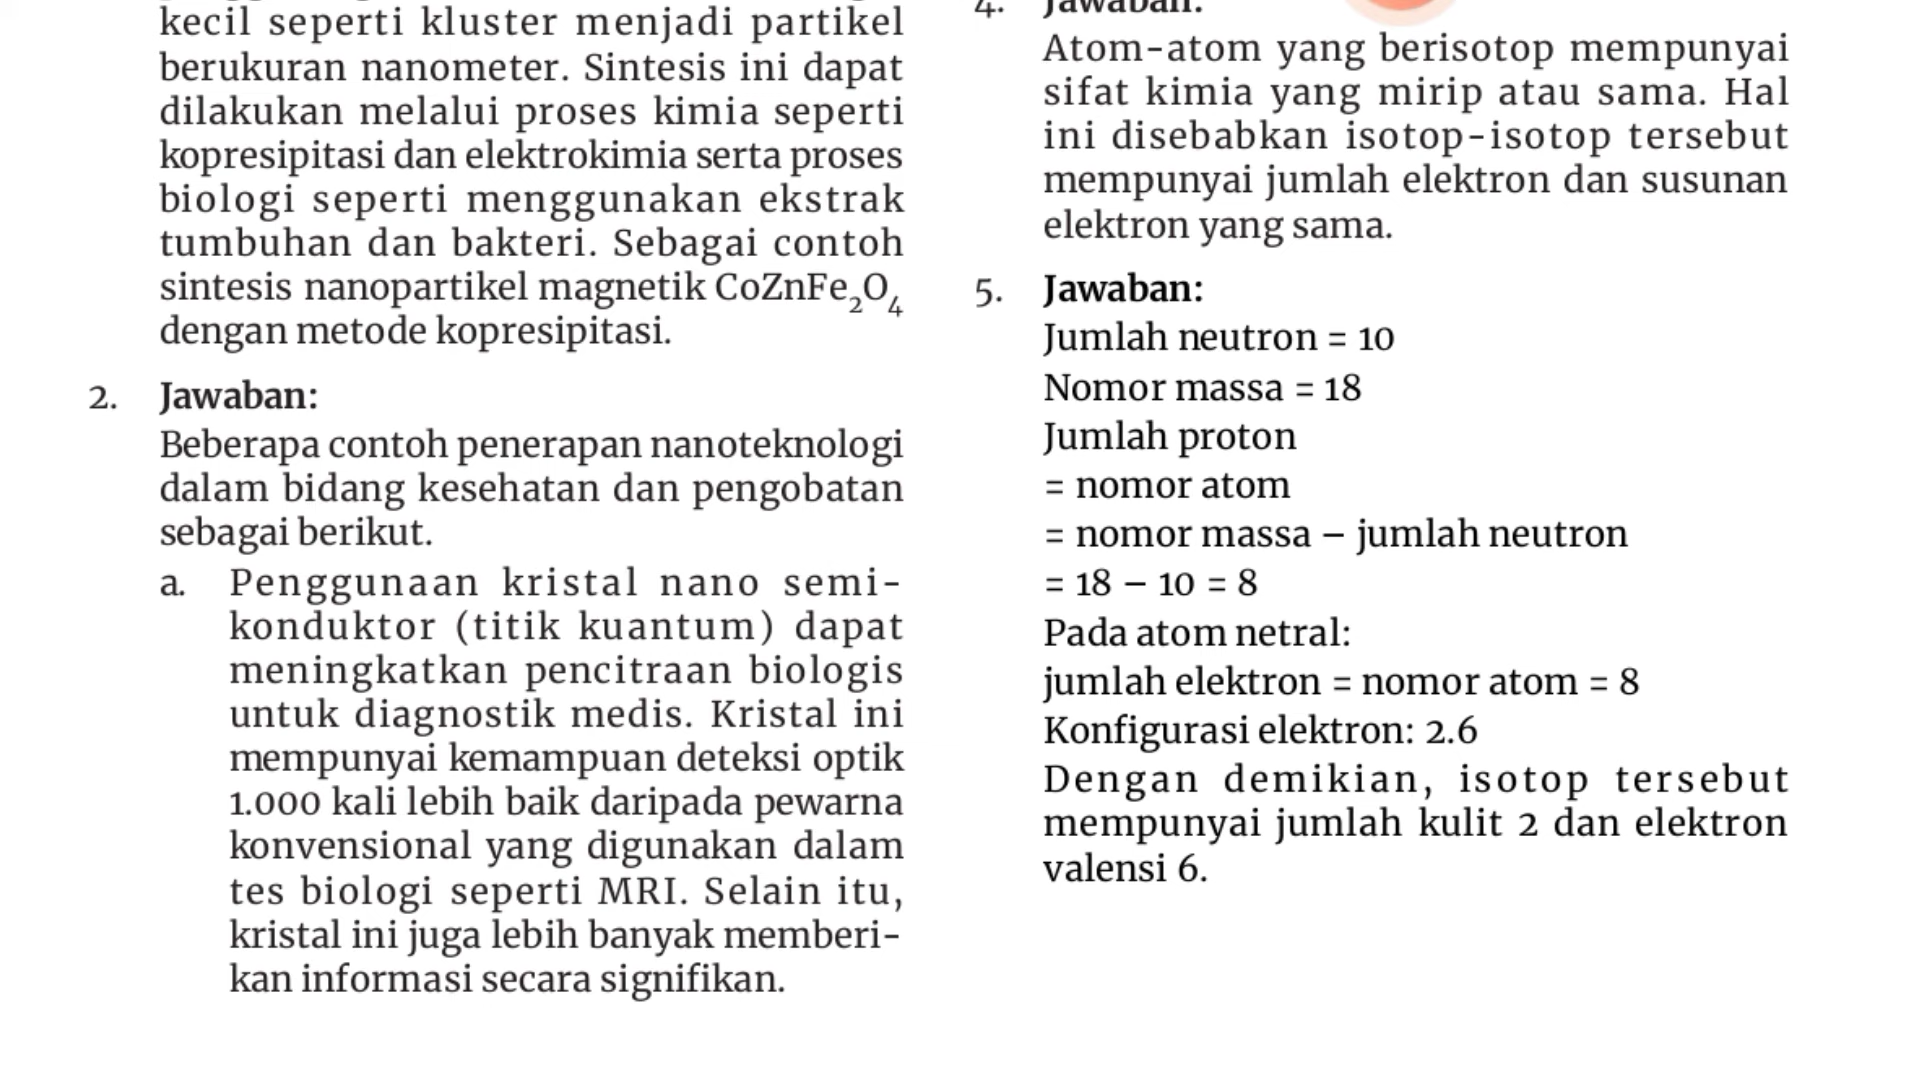 kecil seperti kluster menjadi partikel
berukuran nanometer. Sintesis ini dapat
dilakukan melalui proses kimia seperti
kopresipitasi dan elektrokimia serta proses
biologi seperti menggunakan ekstrak
tumbuhan dan bakteri. Sebagai contoh
sintesis nanopartikel magnetik CoZnFe₂O₄
dengan metode kopresipitasi.
2. Jawaban:
Beberapa contoh penerapan nanoteknologi
dalam bidang kesehatan dan pengobatan
sebagai berikut.
a. Penggunaan kristal nano semi-
konduktor (titik kuantum) dapat
meningkatkan pencitraan biologis
untuk diagnostik medis. Kristal ini
mempunyai kemampuan deteksi optik
1.000 kali lebih baik daripada pewarna
konvensional yang digunakan dalam
tes biologi seperti MRI. Selain itu,
kristal ini juga lebih banyak memberi-
kan informasi secara signifikan.
4. Jawaban:
Atom-atom yang berisotop mempunyai
sifat kimia yang mirip atau sama. Hal
ini disebabkan isotop-isotop tersebut
mempunyai jumlah elektron dan susunan
elektron yang sama.
5. Jawaban:
Jumlah neutron = 10
Nomor massa = 18
Jumlah proton
= nomor atom
= nomor massa – jumlah neutron
= 18 – 10 = 8
Pada atom netral:
jumlah elektron = nomor atom = 8
Konfigurasi elektron: 2.6
Dengan demikian, isotop tersebut
mempunyai jumlah kulit 2 dan elektron
valensi 6.